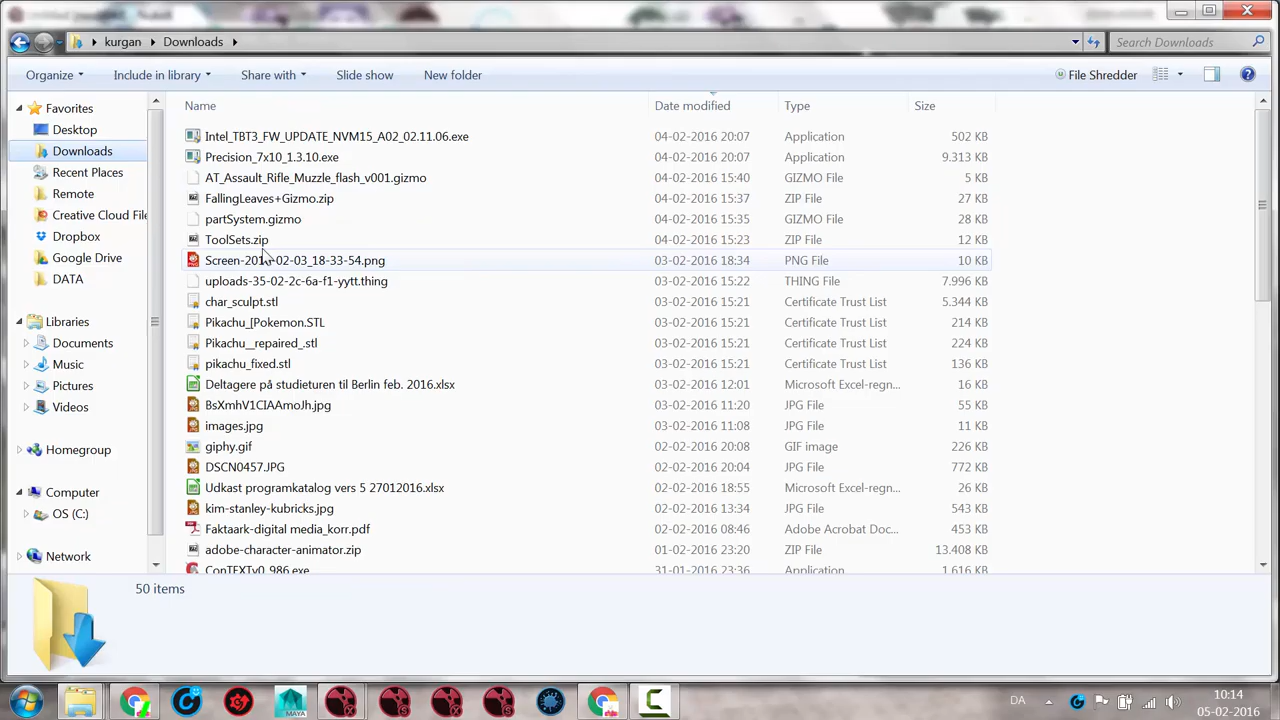 kurgan Downloads Search Downloads
Organize Include in library Share with Slide show New folder File Shredder
Favorites
Desktop
Downloads
Recent Places
Remote
Creative Cloud Fil
Dropbox
Google Drive
DATA
Libraries
Documents
Music
Pictures
Videos
Homegroup
Computer
OS (C:)
Network
Name Date modified Type Size
Intel_TBT3_FW_UPDATE_NVM15_A02_02.11.06.exe 04-02-2016 20:07 Application 502 KB
Precision_7x10_1.3.10.exe 04-02-2016 20:07 Application 9.313 KB
AT_Assault_Rifle_Muzzle_flash_v001.gizmo 04-02-2016 15:40 GIZMO File 5 KB
FallingLeaves+Gizmo.zip 04-02-2016 15:37 ZIP File 27 KB
partSystem.gizmo 04-02-2016 15:35 GIZMO File 28 KB
ToolSets.zip 04-02-2016 15:23 ZIP File 12 KB
Screen-2016-02-03_18-33-54.png 03-02-2016 18:34 PNG File 10 KB
uploads-35-02-2c-6a-f1-yytt.thing 03-02-2016 15:22 THING File 7.996 KB
char_sculpt.stl 03-02-2016 15:21 Certificate Trust List 5.344 KB
Pikachu_[Pokemon.STL 03-02-2016 15:21 Certificate Trust List 214 KB
Pikachu__repaired_.stl 03-02-2016 15:21 Certificate Trust List 224 KB
pikachu_fixed.stl 03-02-2016 15:21 Certificate Trust List 136 KB
Deltagere på studieturen til Berlin feb. 2016.xlsx 03-02-2016 12:01 Microsoft Excel-regn... 16 KB
BsXmhV1CIAAmoJh.jpg 03-02-2016 11:20 JPG File 55 KB
images.jpg 03-02-2016 11:08 JPG File 11 KB
giphy.gif 02-02-2016 20:08 GIF image 226 KB
DSCN0457.JPG 02-02-2016 20:04 JPG File 772 KB
Udkast programkatalog vers 5 27012016.xlsx 02-02-2016 18:55 Microsoft Excel-regn... 26 KB
kim-stanley-kubricks.jpg 02-02-2016 13:34 JPG File 543 KB
Faktaark-digital media_korr.pdf 02-02-2016 08:46 Adobe Acrobat Doc... 453 KB
adobe-character-animator.zip 01-02-2016 23:20 ZIP File 13.408 KB
ConTEXTv0_986.exe 31-01-2016 23:36 Application 1.616 KB
50 items
MAYA
DA
10:14
05-02-2016